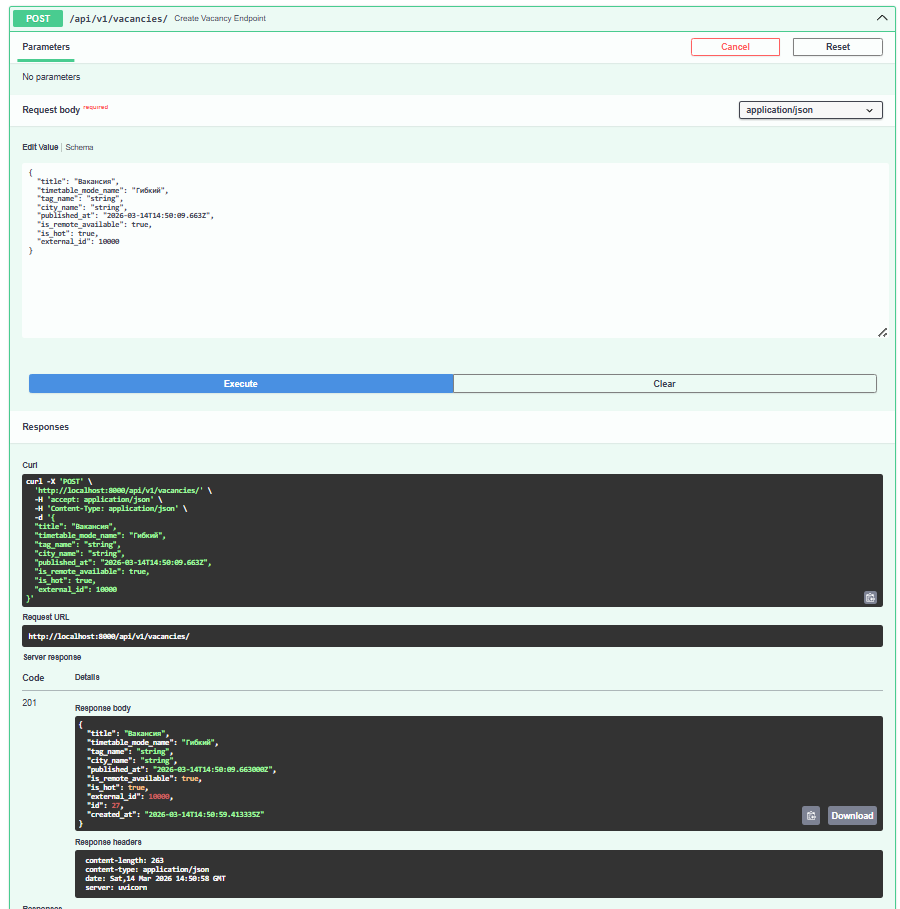 POST /api/v1/vacancies/ Create Vacancy Endpoint
Parameters Cancel Reset
No parameters
Request body required application/json
Edit Value | Schema
{
  "title": "Вакансия",
  "timetable_mode_name": "Гибкий",
  "tag_name": "string",
  "city_name": "string",
  "published_at": "2026-03-14T14:50:09.663Z",
  "is_remote_available": true,
  "is_hot": true,
  "external_id": 10000
}
Execute Clear
Responses
Curl
curl -X 'POST' \
  'http://localhost:8000/api/v1/vacancies/' \
  -H 'accept: application/json' \
  -H 'Content-Type: application/json' \
  -d '{
  "title": "Вакансия",
  "timetable_mode_name": "Гибкий",
  "tag_name": "string",
  "city_name": "string",
  "published_at": "2026-03-14T14:50:09.663Z",
  "is_remote_available": true,
  "is_hot": true,
  "external_id": 10000
}'
Request URL
http://localhost:8000/api/v1/vacancies/
Server response
Code Details
201
Response body
{
  "title": "Вакансия",
  "timetable_mode_name": "Гибкий",
  "tag_name": "string",
  "city_name": "string",
  "published_at": "2026-03-14T14:50:09.663000Z",
  "is_remote_available": true,
  "is_hot": true,
  "external_id": 10000,
  "id": 27,
  "created_at": "2026-03-14T14:50:59.413335Z"
}
Download
Response headers
content-length: 263
content-type: application/json
date: Sat,14 Mar 2026 14:50:58 GMT
server: uvicorn
Responses